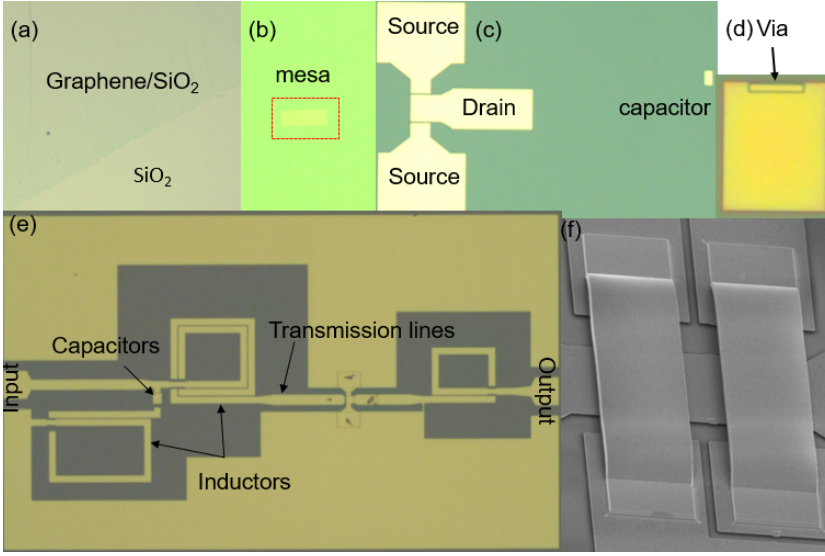 (a)
Graphene/SiO₂
SiO₂
(b)
mesa
Source
(c)
Drain
Source
capacitor
(d)
Via
(e)
Input
Capacitors
Transmission lines
Inductors
Output
(f)